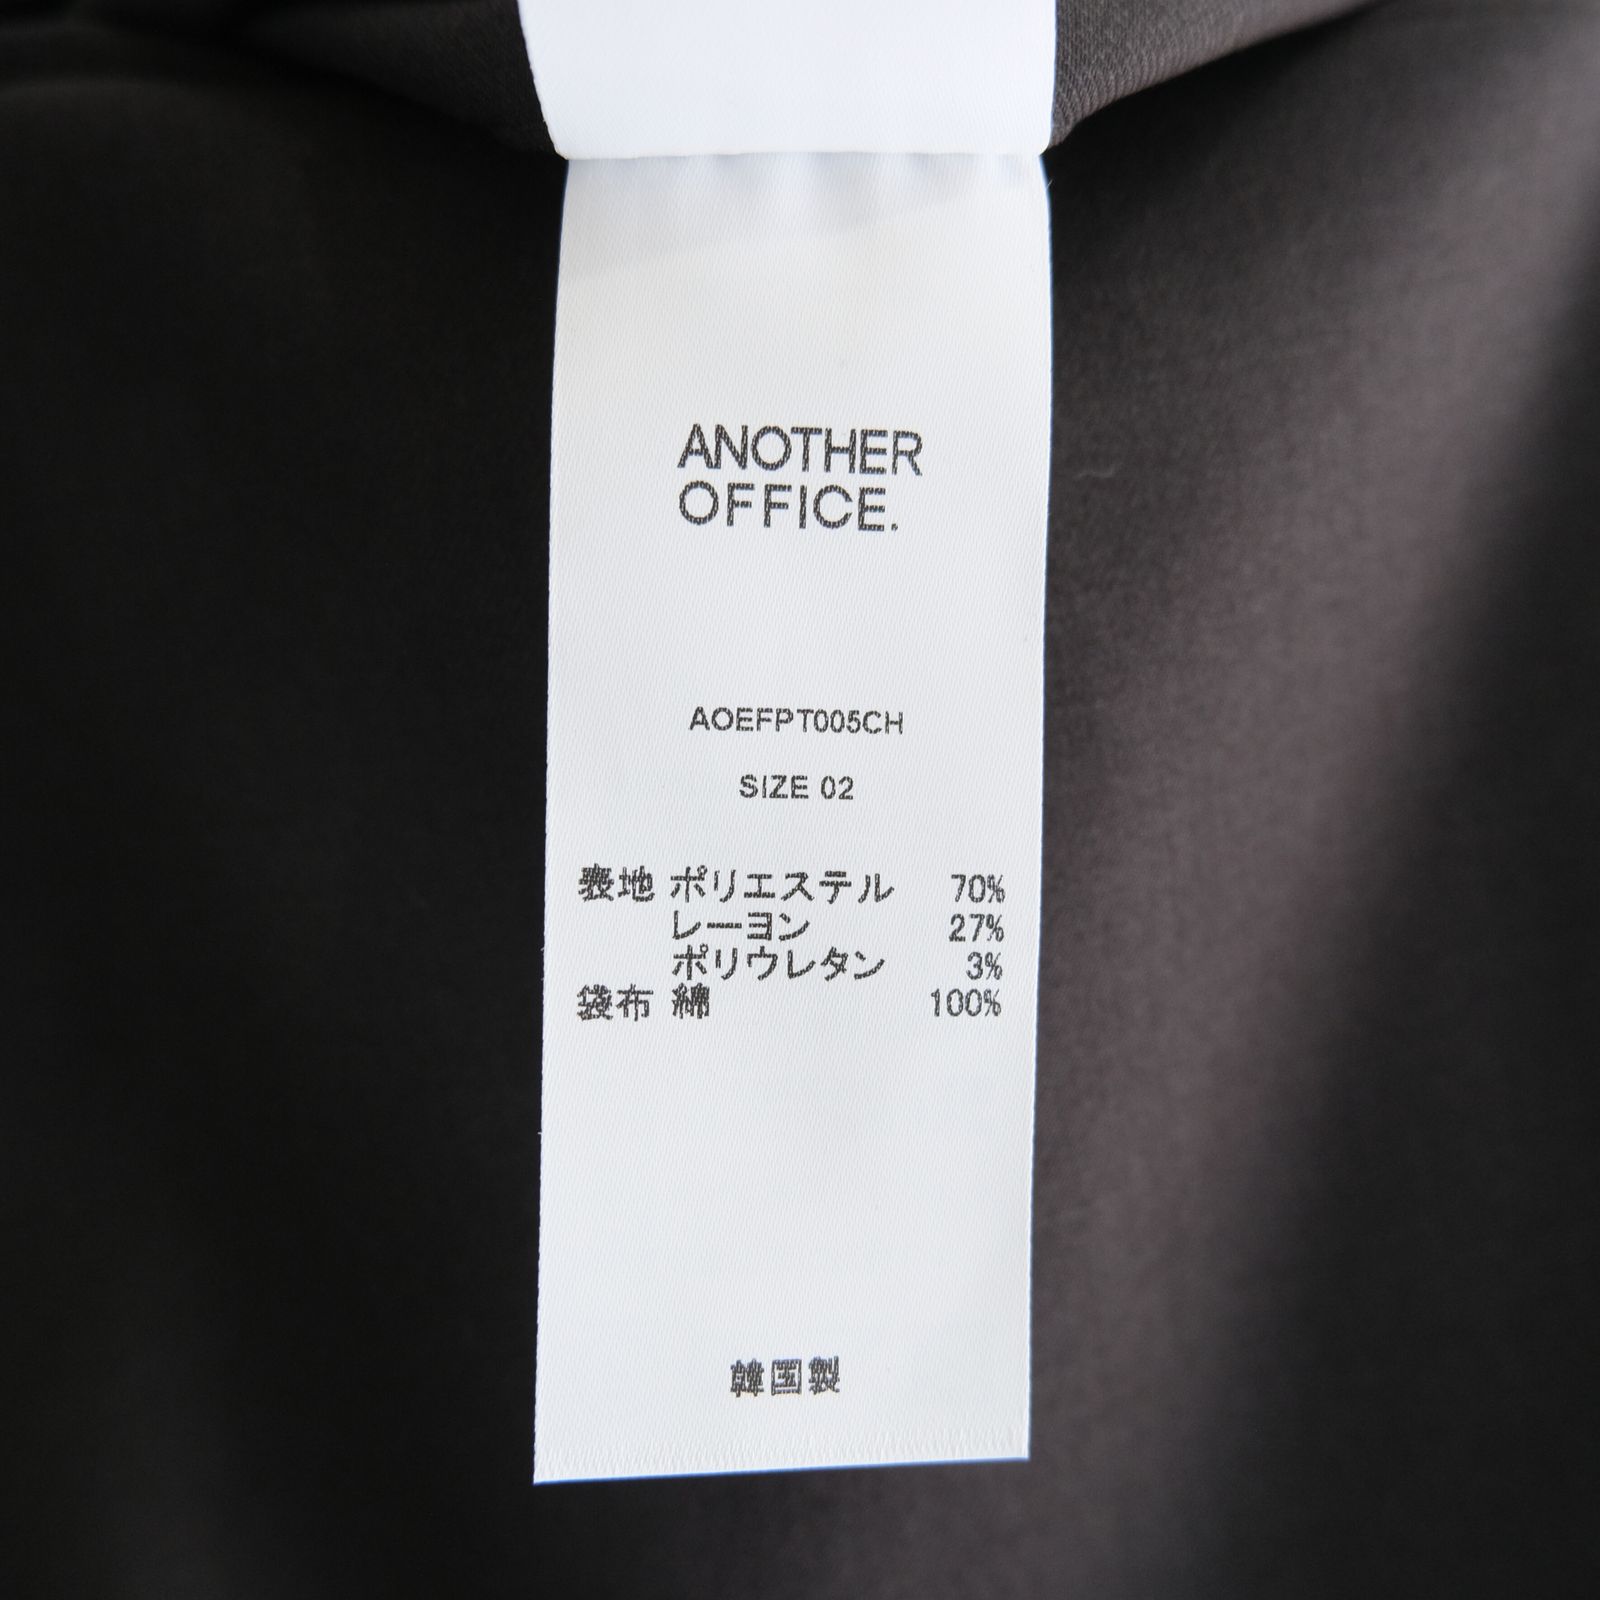 ANOTHER
OFFICE.
AOEFPT005CH
SIZE 02
表地 ポリエステル 70%
レーヨン 27%
ポリウレタン 3%
袋布 綿 100%
韓国製